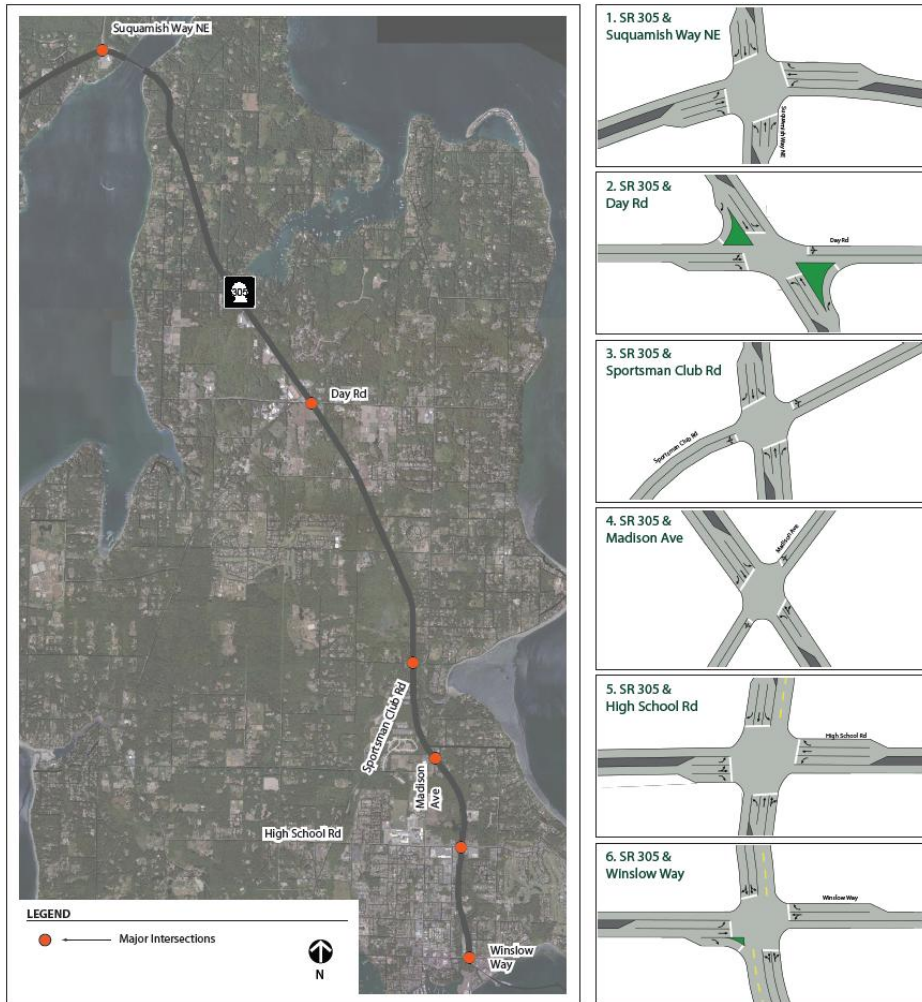 Suquamish Way NE
305
Day Rd
Sportsman Club Rd
Madison
Ave
High School Rd
Winslow
Way
LEGEND
Major Intersections
N
1. SR 305 &
Suquamish Way NE
Suquamish Way NE
2. SR 305 &
Day Rd
Day Rd
3. SR 305 &
Sportsman Club Rd
Sportsman Club Rd
4. SR 305 &
Madison Ave
Madison Ave
5. SR 305 &
High School Rd
High School Rd
6. SR 305 &
Winslow Way
Winslow Way